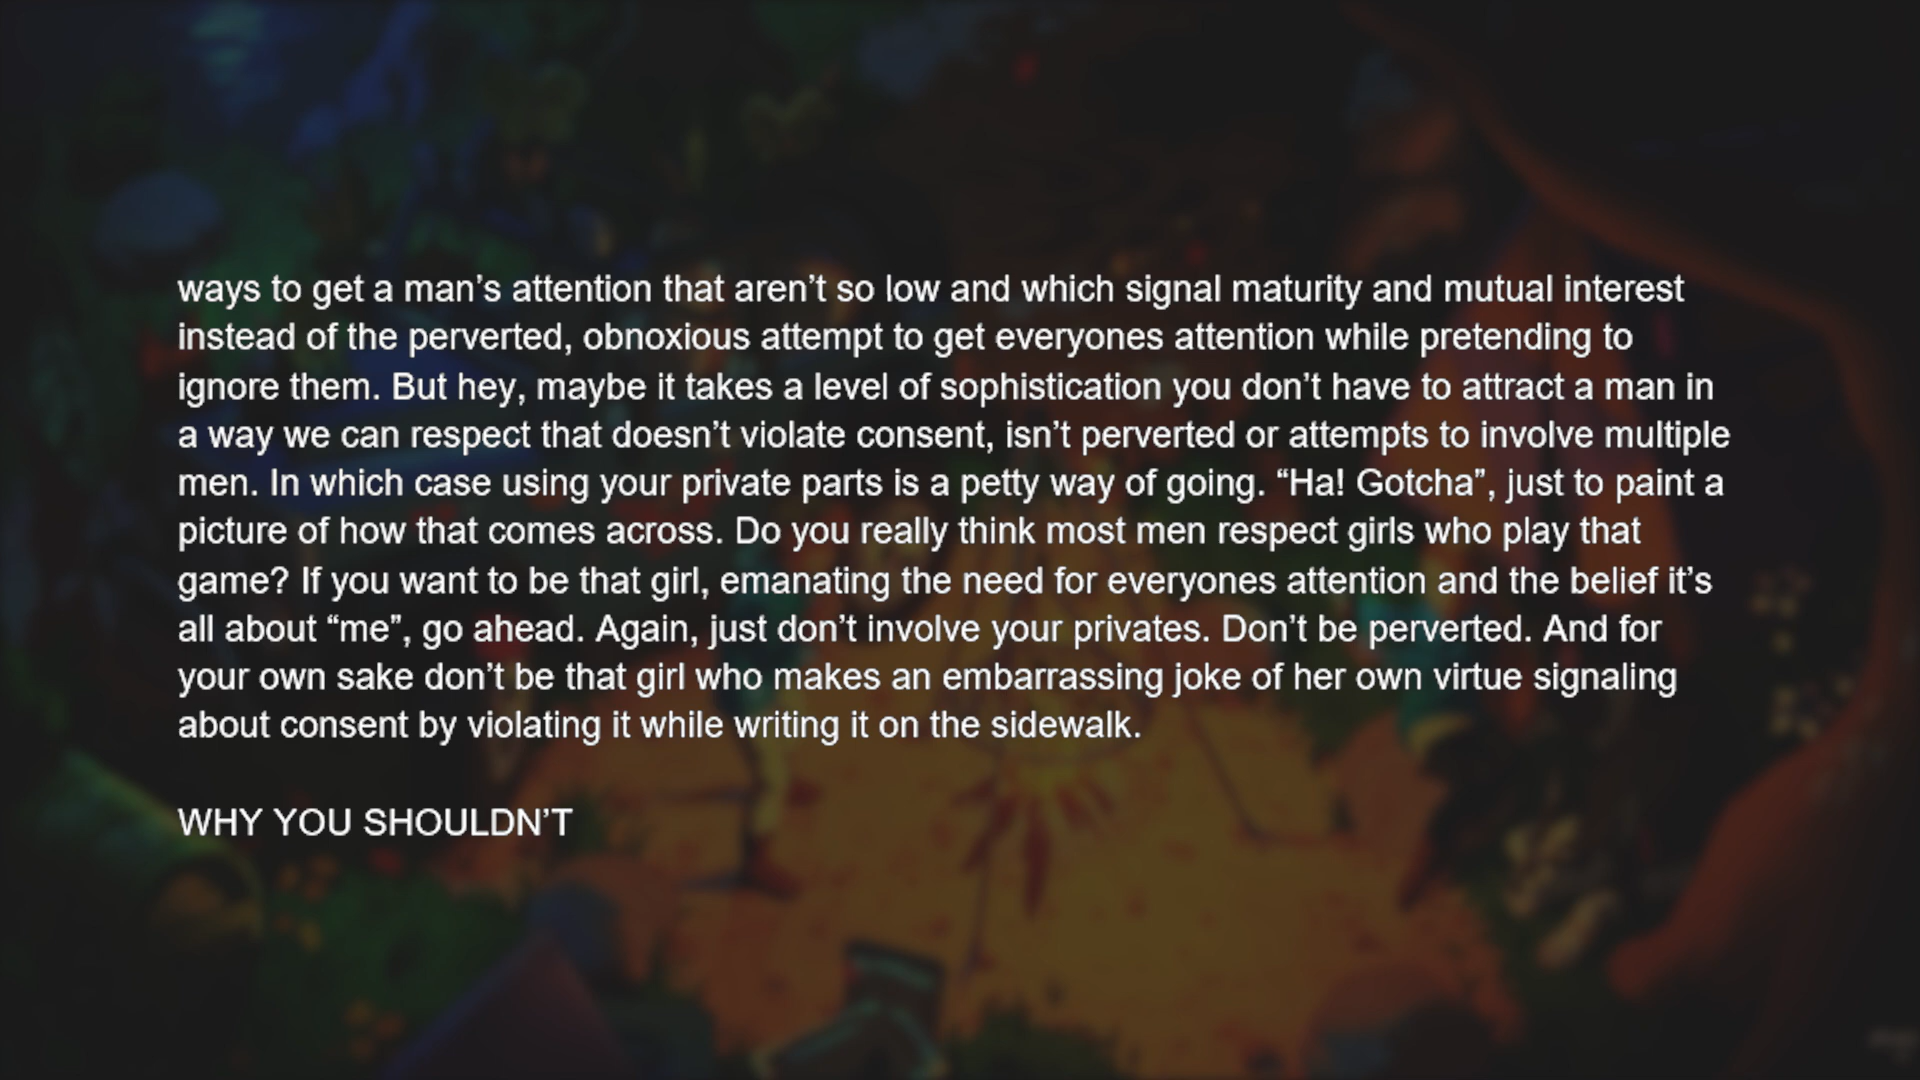 ways to get a man’s attention that aren’t so low and which signal maturity and mutual interest
instead of the perverted, obnoxious attempt to get everyones attention while pretending to
ignore them. But hey, maybe it takes a level of sophistication you don’t have to attract a man in
a way we can respect that doesn’t violate consent, isn’t perverted or attempts to involve multiple
men. In which case using your private parts is a petty way of going. “Ha! Gotcha”, just to paint a
picture of how that comes across. Do you really think most men respect girls who play that
game? If you want to be that girl, emanating the need for everyones attention and the belief it’s
all about “me”, go ahead. Again, just don’t involve your privates. Don’t be perverted. And for
your own sake don’t be that girl who makes an embarrassing joke of her own virtue signaling
about consent by violating it while writing it on the sidewalk.
WHY YOU SHOULDN’T